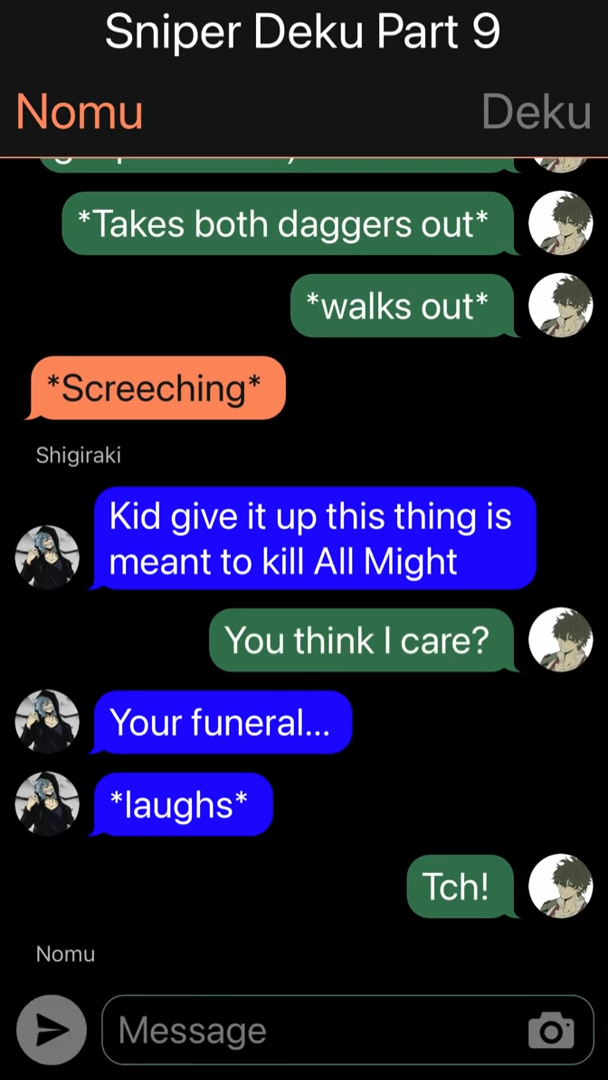 Sniper Deku Part 9
Nomu
Deku
*Takes both daggers out*
*walks out*
*Screeching*
Shigiraki
Kid give it up this thing is
meant to kill All Might
You think I care?
Your funeral...
*laughs*
Tch!
Nomu
Message